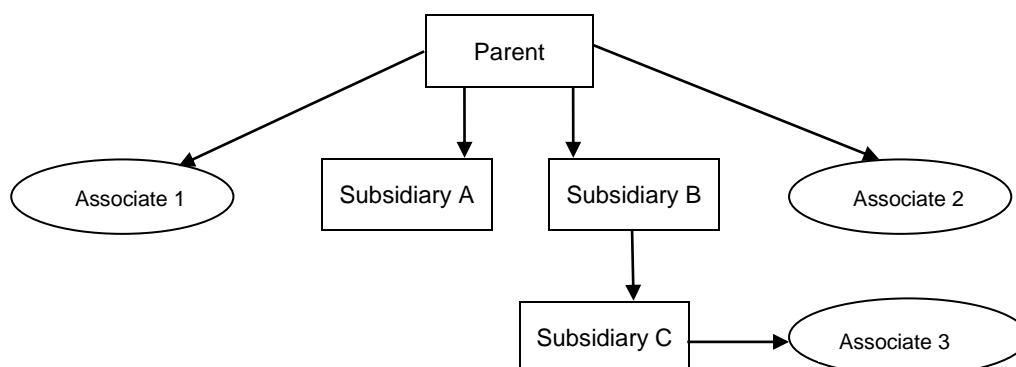 Parent
Associate 1
Subsidiary A
Subsidiary B
Associate 2
Subsidiary C
Associate 3